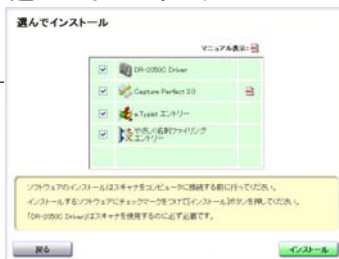 選んでインストール
マニュアル表示:
DR-2050C Driver
Capture Perfect 3.0
e.Typist エントリー
やさしく名刺ファイリング
エントリー
ソフトウェアのインストールはスキャナをコンピュータに接続する前に行ってください。
インストールするソフトウェアにチェックマークをつけて[インストール]ボタンを押してください。
「DR-2050C Driver」はスキャナを使用するのに必ず必要です。
戻る
インストール